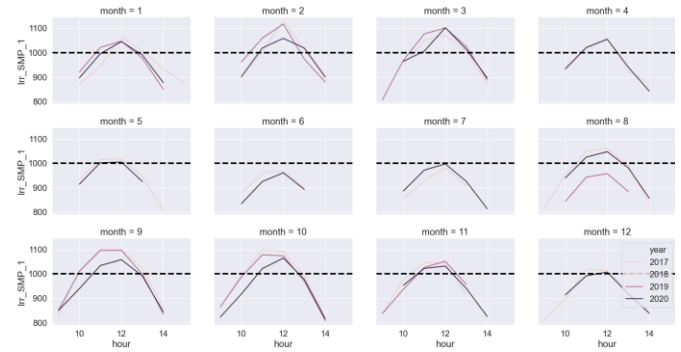 month = 1
month = 2
month = 3
month = 4
Irr_SMP_1
1100
1000
900
800
month = 5
month = 6
month = 7
month = 8
Irr_SMP_1
1100
1000
900
800
month = 9
month = 10
month = 11
month = 12
Irr_SMP_1
1100
1000
900
800
year
2017
2018
2019
2020
10 12 14
10 12 14
10 12 14
10 12 14
hour
hour
hour
hour